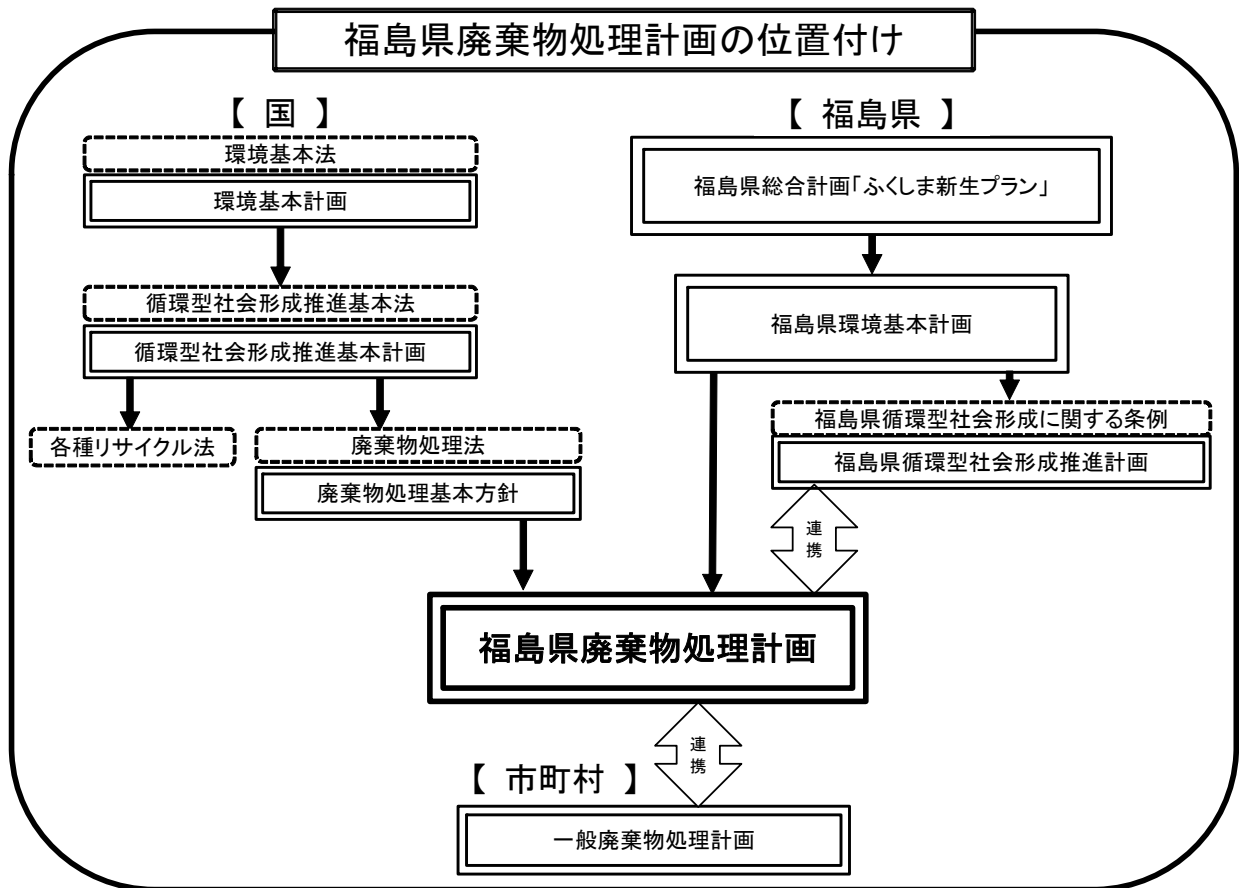 福島県廃棄物処理計画の位置付け
【 国 】
環境基本法
環境基本計画
循環型社会形成推進基本法
循環型社会形成推進基本計画
各種リサイクル法
廃棄物処理法
廃棄物処理基本方針
【 福島県 】
福島県総合計画「ふくしま新生プラン」
福島県環境基本計画
福島県循環型社会形成に関する条例
福島県循環型社会形成推進計画
連携
福島県廃棄物処理計画
連携
【 市町村 】
一般廃棄物処理計画